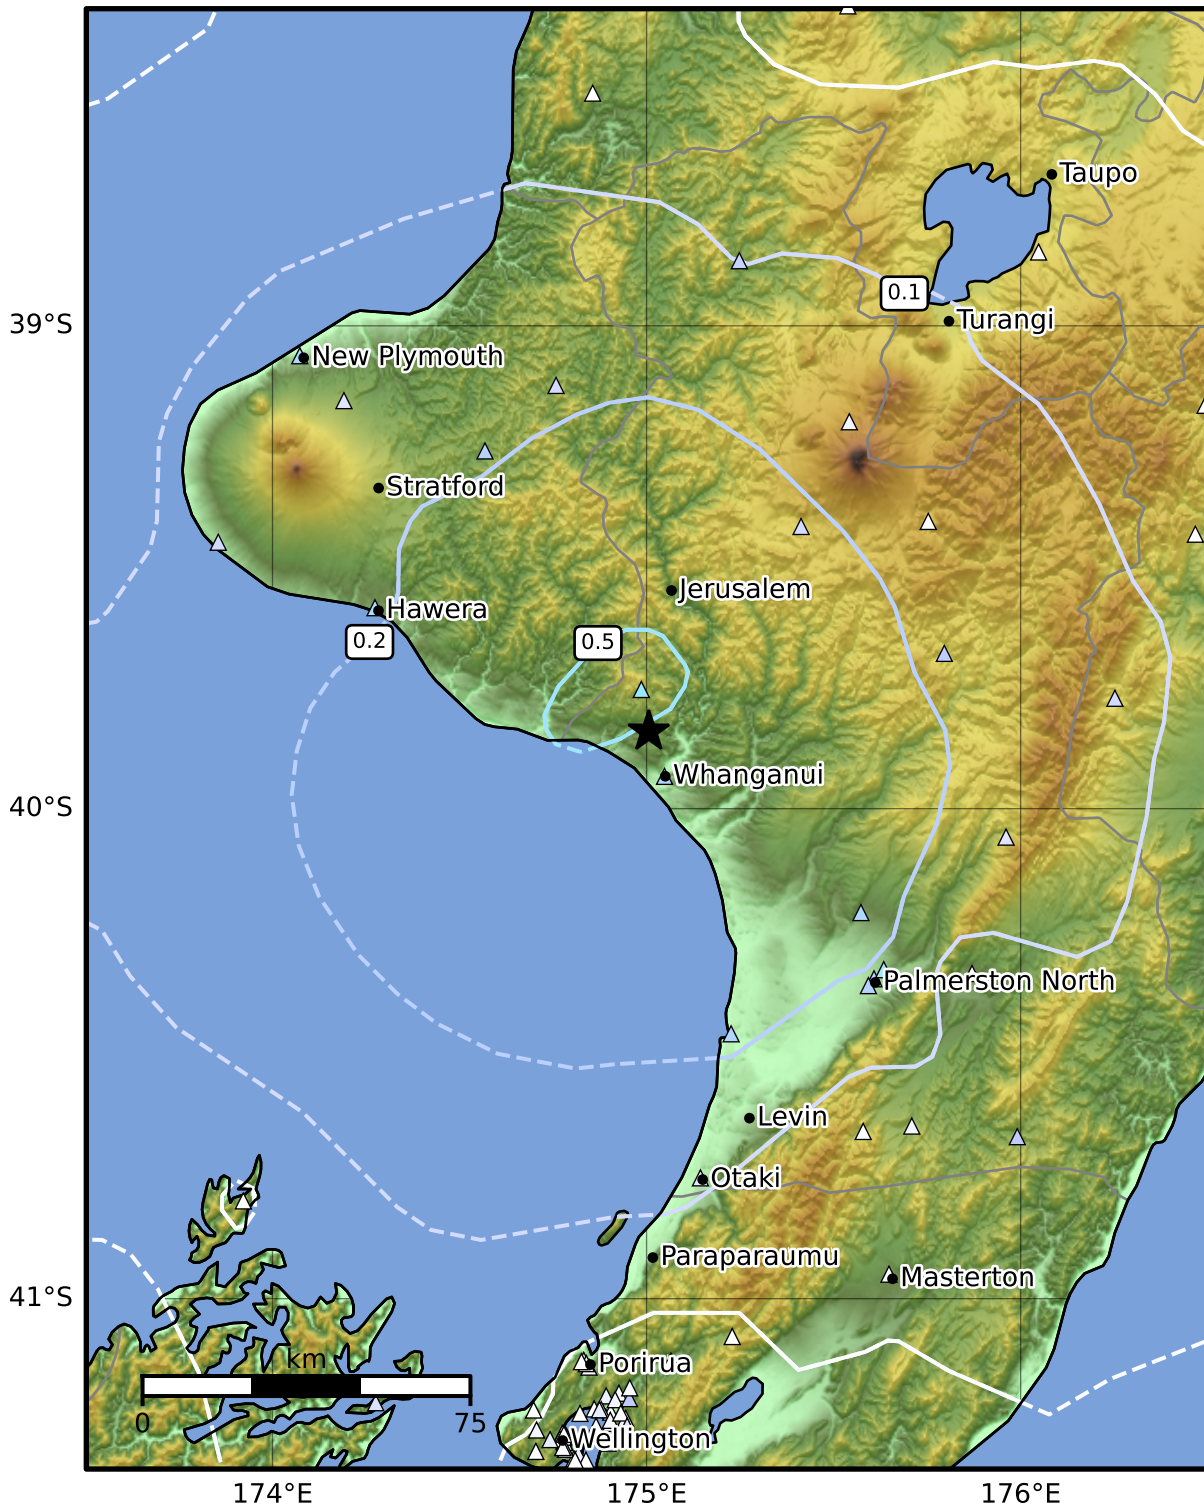 Taupo
0.1
Turangi
39°S
New Plymouth
Stratford
Jerusalem
Hawera
0.2
0.5
Whanganui
40°S
Palmerston North
Levin
Otaki
Paraparaumu
Masterton
41°S
km
Porirua
0
75
Wellington
174°E
175°E
176°E